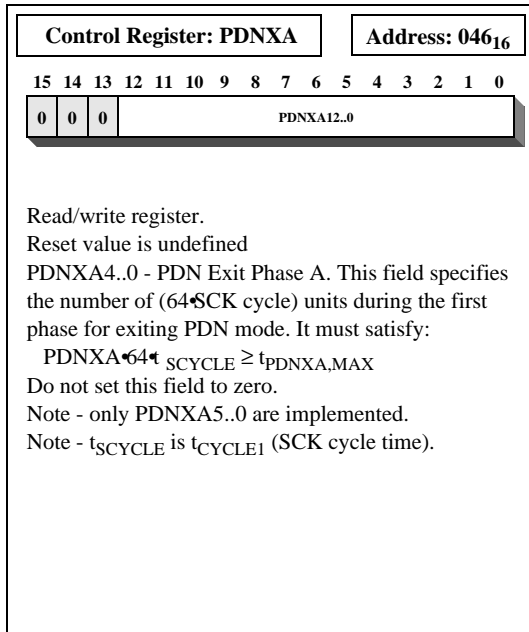 Control Register: PDNXA
Address: 046₁₆
15 14 13 12 11 10 9 8 7 6 5 4 3 2 1 0
0 0 0 PDNXA12..0
Read/write register.
Reset value is undefined
PDNXA4..0 - PDN Exit Phase A. This field specifies
the number of (64•SCK cycle) units during the first
phase for exiting PDN mode. It must satisfy:
PDNXA•64•t SCYCLE ≥ tPDNXA,MAX
Do not set this field to zero.
Note - only PDNXA5..0 are implemented.
Note - tSCYCLE is tCYCLE1 (SCK cycle time).